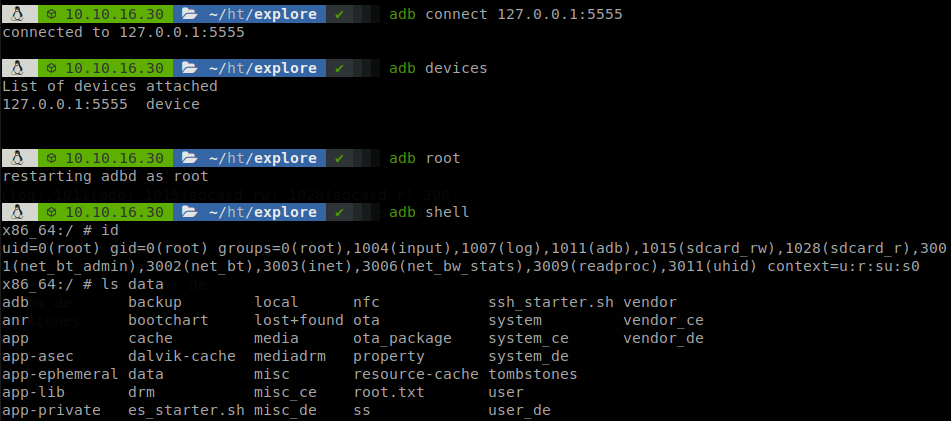 10.10.16.30 ~/ht/explore ✔ adb connect 127.0.0.1:5555
connected to 127.0.0.1:5555
10.10.16.30 ~/ht/explore ✔ adb devices
List of devices attached
127.0.0.1:5555 device
10.10.16.30 ~/ht/explore ✔ adb root
restarting adbd as root
10.10.16.30 ~/ht/explore ✔ adb shell
x86_64:/ # id
uid=0(root) gid=0(root) groups=0(root),1004(input),1007(log),1011(adb),1015(sdcard_rw),1028(sdcard_r),300
1(net_bt_admin),3002(net_bt),3003(inet),3006(net_bw_stats),3009(readproc),3011(uhid) context=u:r:su:s0
x86_64:/ # ls data
adb backup local nfc ssh_starter.sh vendor
anr bootchart lost+found ota system vendor_ce
app cache media ota_package system_ce vendor_de
app-asec dalvik-cache mediadrm property system_de
app-ephemeral data misc resource-cache tombstones
app-lib drm misc_ce root.txt user
app-private es_starter.sh misc_de ss user_de